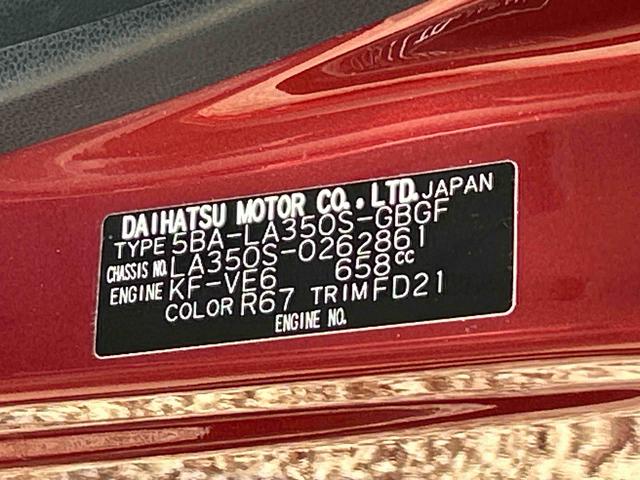 DAIHATSU MOTOR CO.,LTD. JAPAN
TYPE 5BA-LA350S-GBGF
CHASSIS NO. LA350S-0262861
ENGINE KF-VE6 658cc
COLOR R67 TRIM FD21
ENGINE NO.